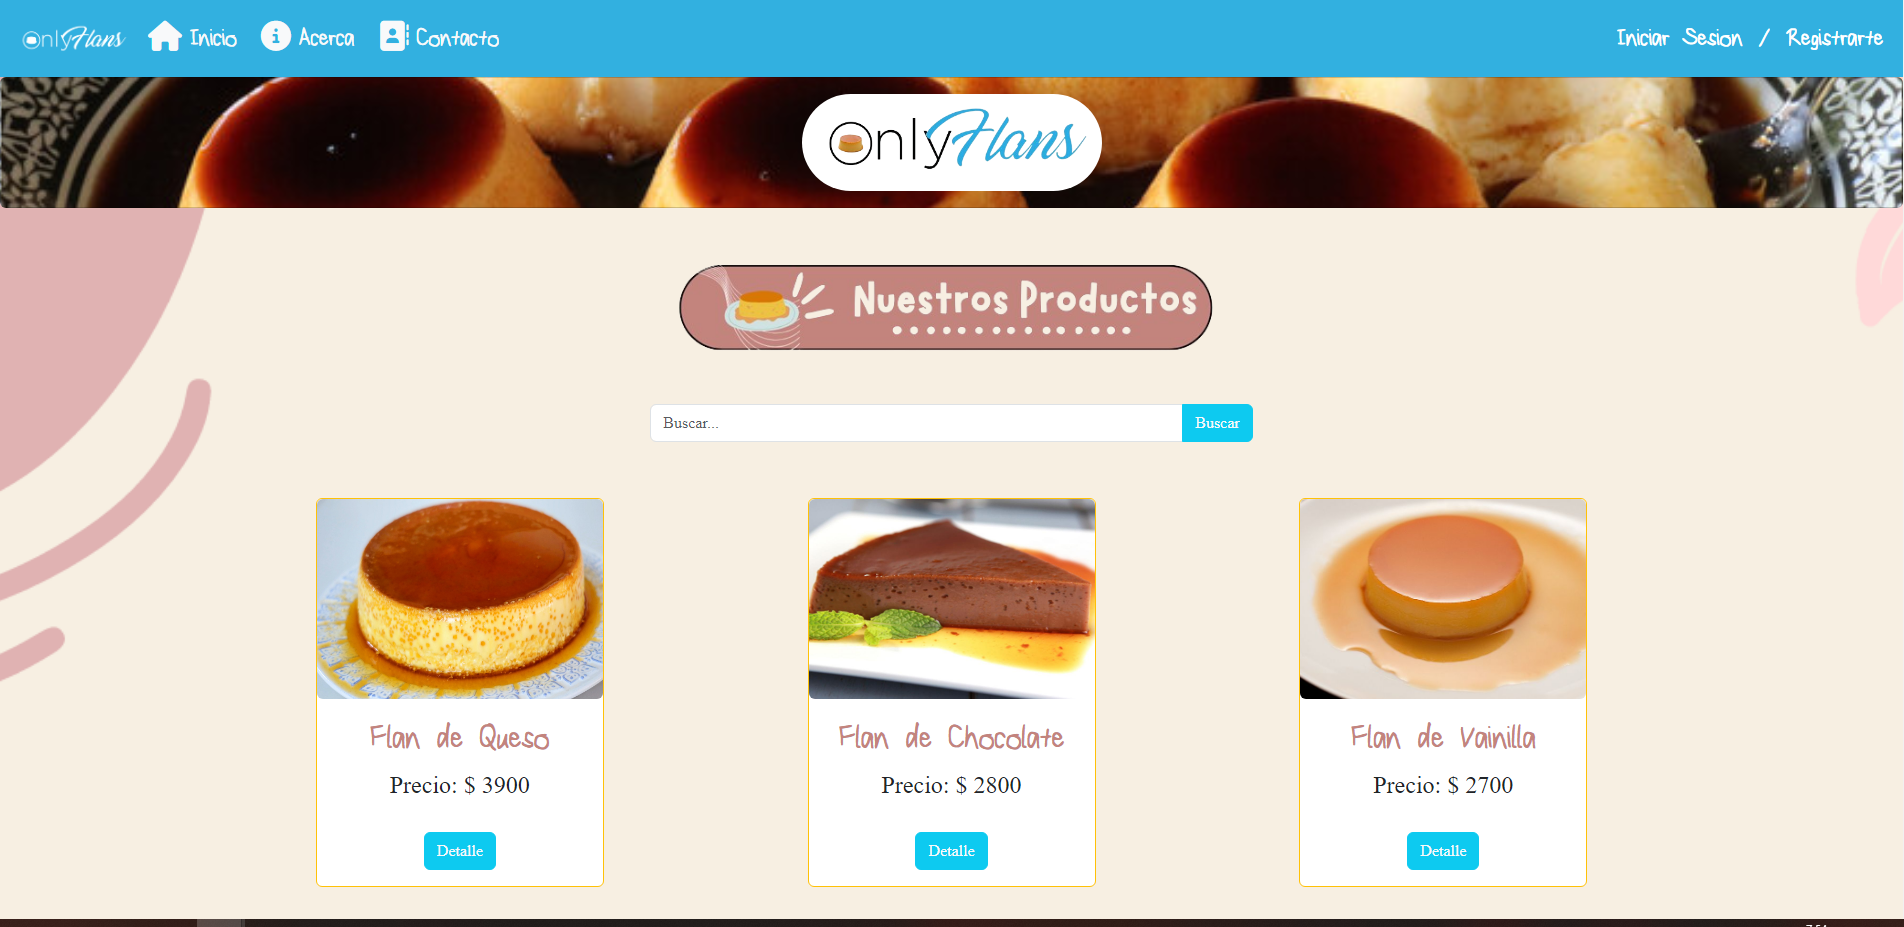 OnlyFlans Inicio Acerca Contacto Iniciar Sesion / Registrarte
OnlyFlans
Nuestros Productos
Buscar... Buscar
Flan de Queso
Precio: $ 3900
Detalle
Flan de Chocolate
Precio: $ 2800
Detalle
Flan de Vainilla
Precio: $ 2700
Detalle